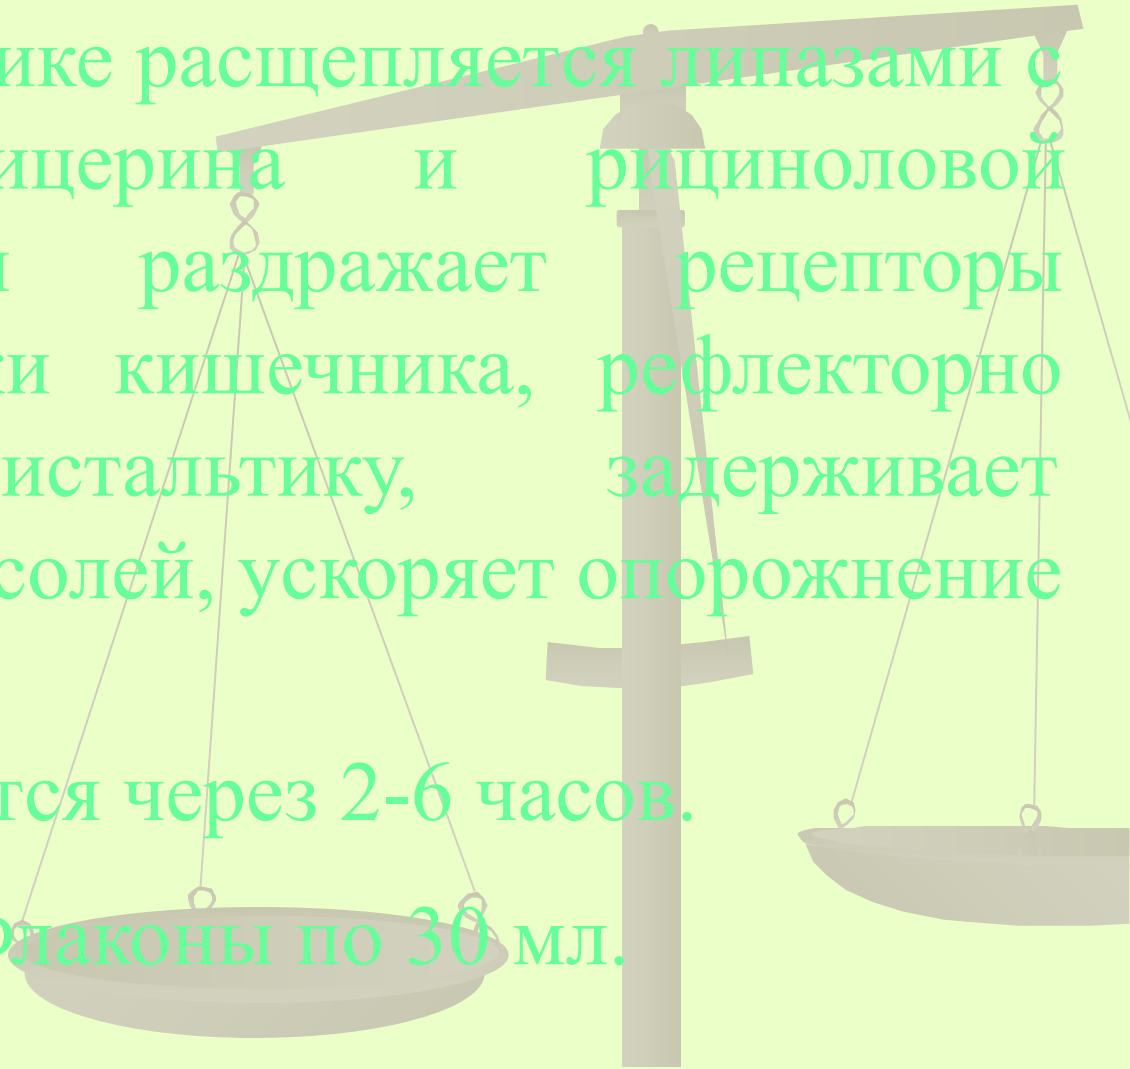 ике расщепляется липазами с
ицерина и рициноловой
раздражает рецепторы
ки кишечника, рефлекторно
истальтику, задерживает
солей, ускоряет опорожнение
тся через 2-6 часов.
Флаконы по 30 мл.